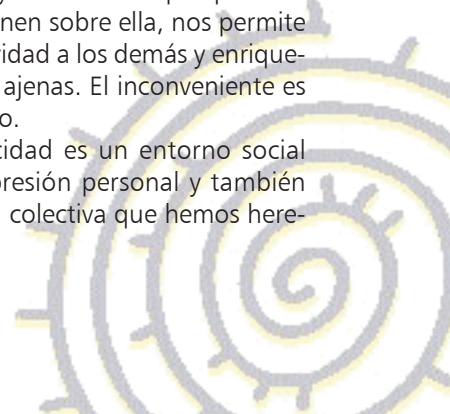 nen sobre ella, nos permite
idad a los demás y enrique-
ajenas. El inconveniente es
o.
cidad es un entorno social
presión personal y también
colectiva que hemos here-